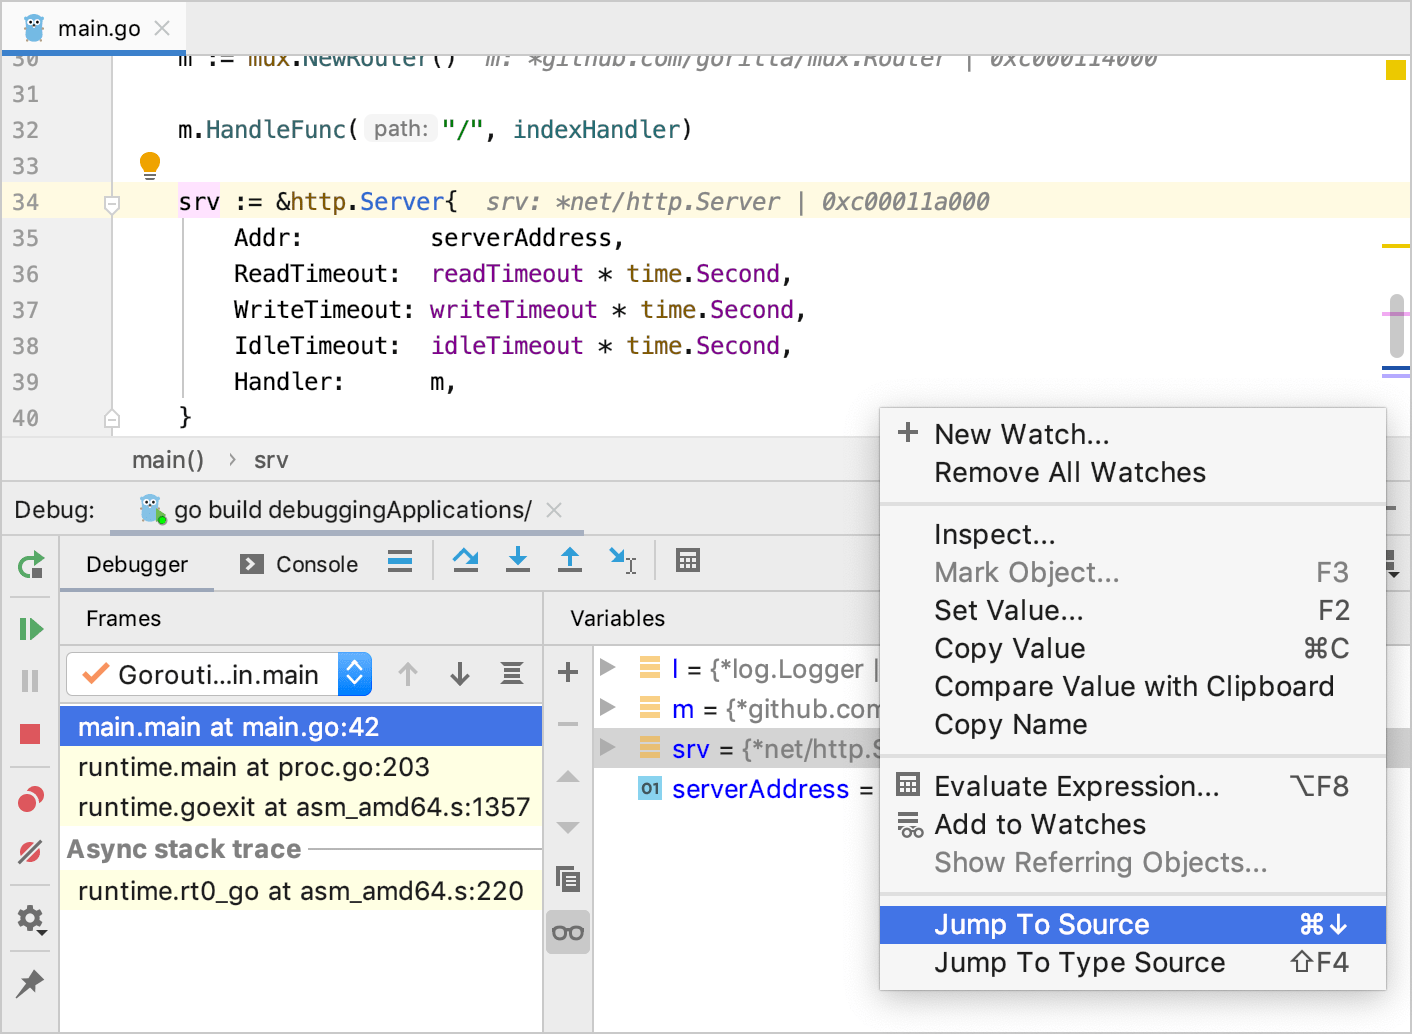 main.go
30 m := mux.NewRouter() m: *github.com/gorilla/mux.Router | 0xc000114000
31
32 m.HandleFunc( path: "/", indexHandler)
33
34 srv := &http.Server{ srv: *net/http.Server | 0xc00011a000
35 Addr: serverAddress,
36 ReadTimeout: readTimeout * time.Second,
37 WriteTimeout: writeTimeout * time.Second,
38 IdleTimeout: idleTimeout * time.Second,
39 Handler: m,
40 }
main() › srv
Debug: go build debuggingApplications/
Debugger Console
Frames
Gorouti...in.main
main.main at main.go:42
runtime.main at proc.go:203
runtime.goexit at asm_amd64.s:1357
Async stack trace
runtime.rt0_go at asm_amd64.s:220
Variables
l = {*log.Logger |
m = {*github.com
srv = {*net/http.S
01 serverAddress =
New Watch...
Remove All Watches
Inspect...
Mark Object... F3
Set Value... F2
Copy Value ⌘C
Compare Value with Clipboard
Copy Name
Evaluate Expression... ⌥F8
Add to Watches
Show Referring Objects...
Jump To Source ⌘↓
Jump To Type Source ⇧F4